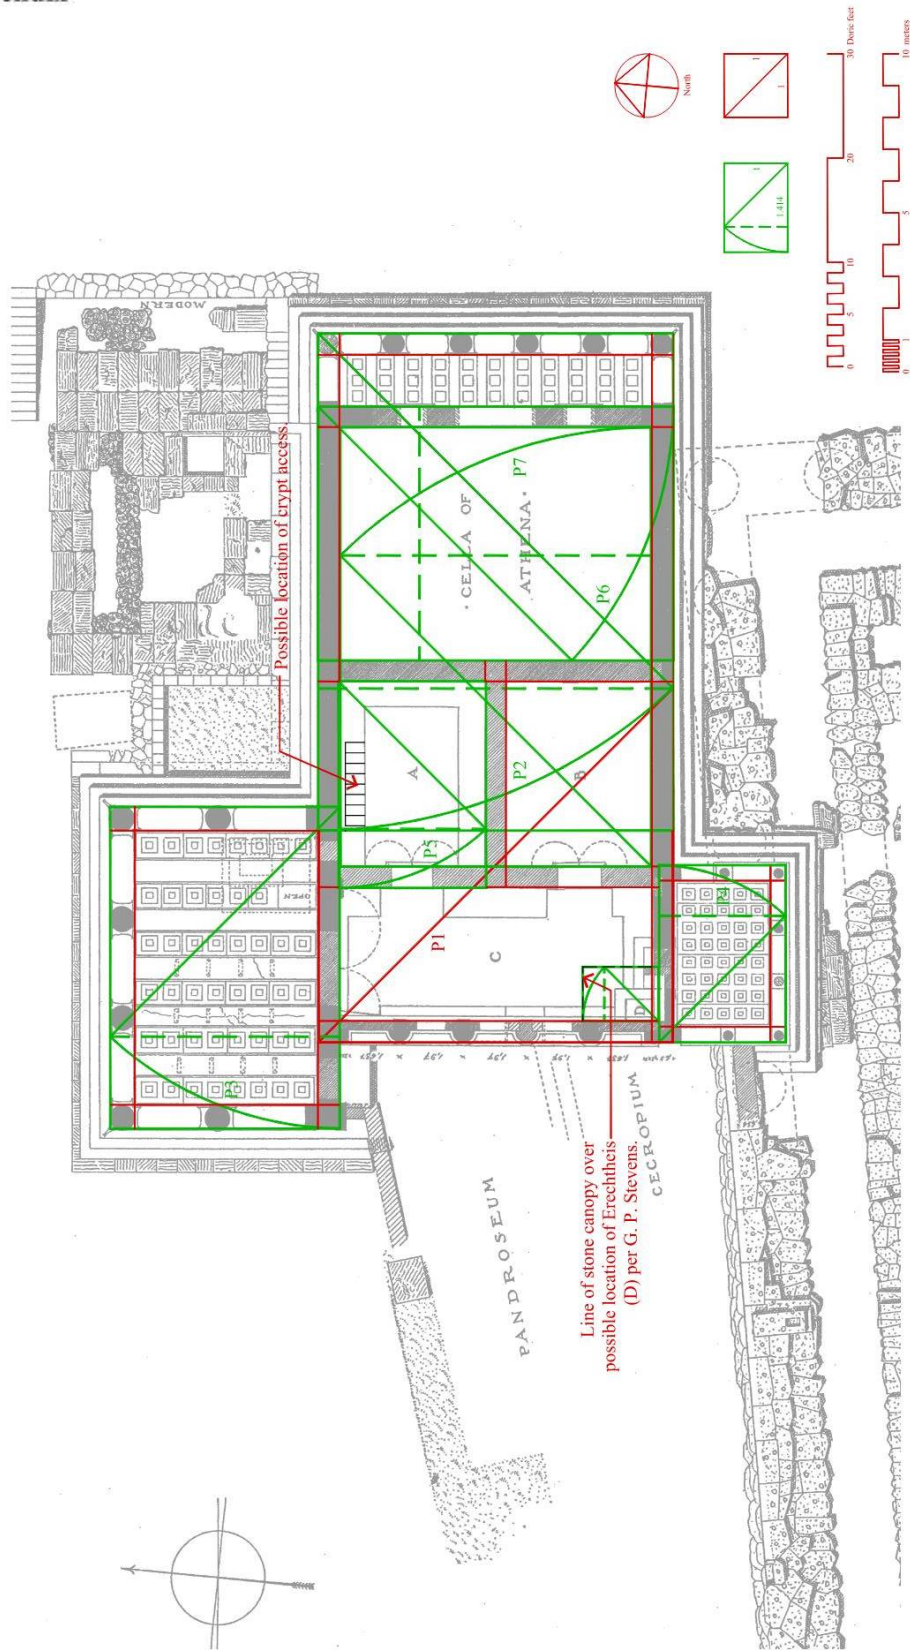 North
1
1
1
1.414
0
5
10
20
30 Doric feet
0
1
5
10 meters
MODERN
Possible location of crypt access.
P7
·CELLA OF
ATHENA·
P6
A
P2
B
P5
OPEN
P1
C
P4
D
P3
Line of stone canopy over
possible location of Erechtheis
(D) per G. P. Stevens.
CECROPIUM
PANDROSEUM